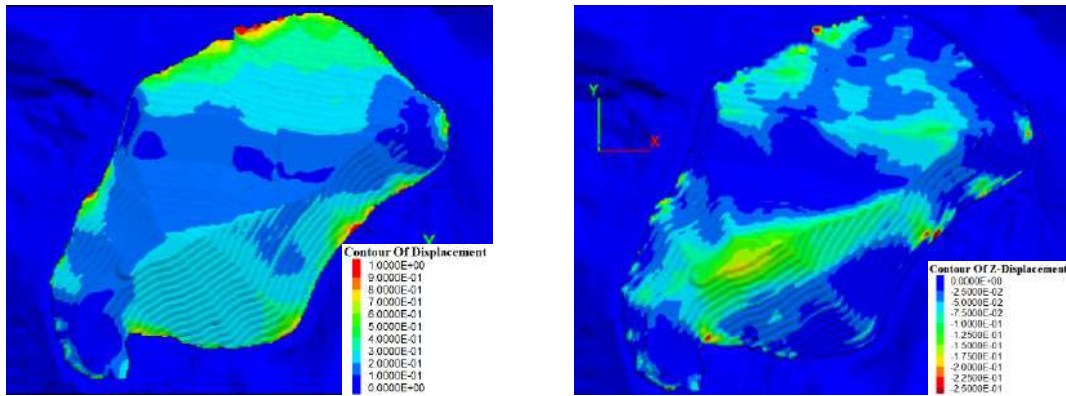 Y
Contour Of Displacement
1.0000E+00
9.0000E-01
8.0000E-01
7.0000E-01
6.0000E-01
5.0000E-01
4.0000E-01
3.0000E-01
2.0000E-01
1.0000E-01
0.0000E+00
Y
X
Contour Of Z-Displacement
0.0000E+00
-2.5000E-02
-5.0000E-02
-7.5000E-02
-1.0000E-01
-1.2500E-01
-1.5000E-01
-1.7500E-01
-2.0000E-01
-2.2500E-01
-2.5000E-01